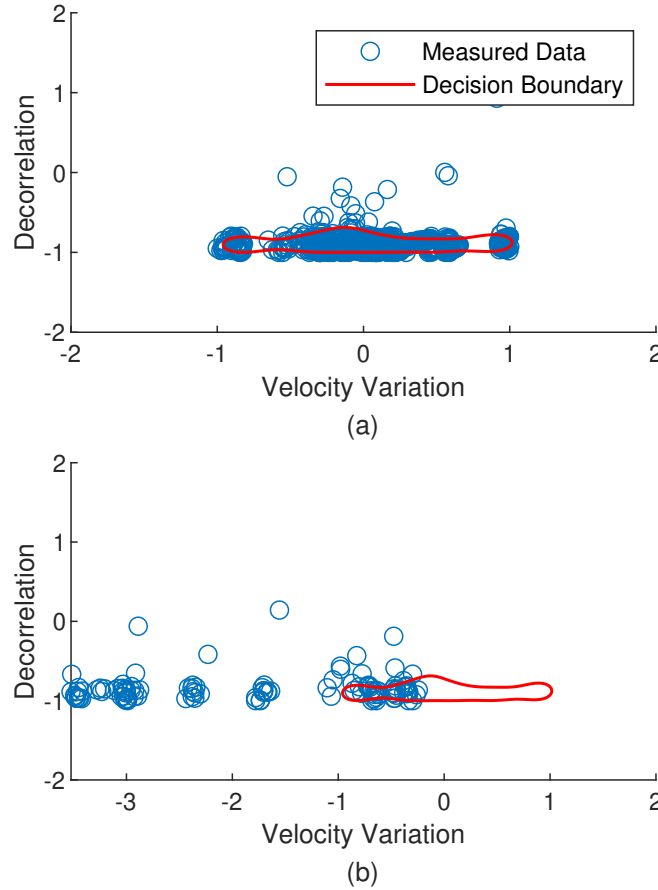 2
Measured Data
Decision Boundary
1
0
-1
-2
Decorrelation
-2
-1
0
1
2
Velocity Variation
(a)
2
1
0
-1
-2
Decorrelation
-3
-2
-1
0
1
2
Velocity Variation
(b)